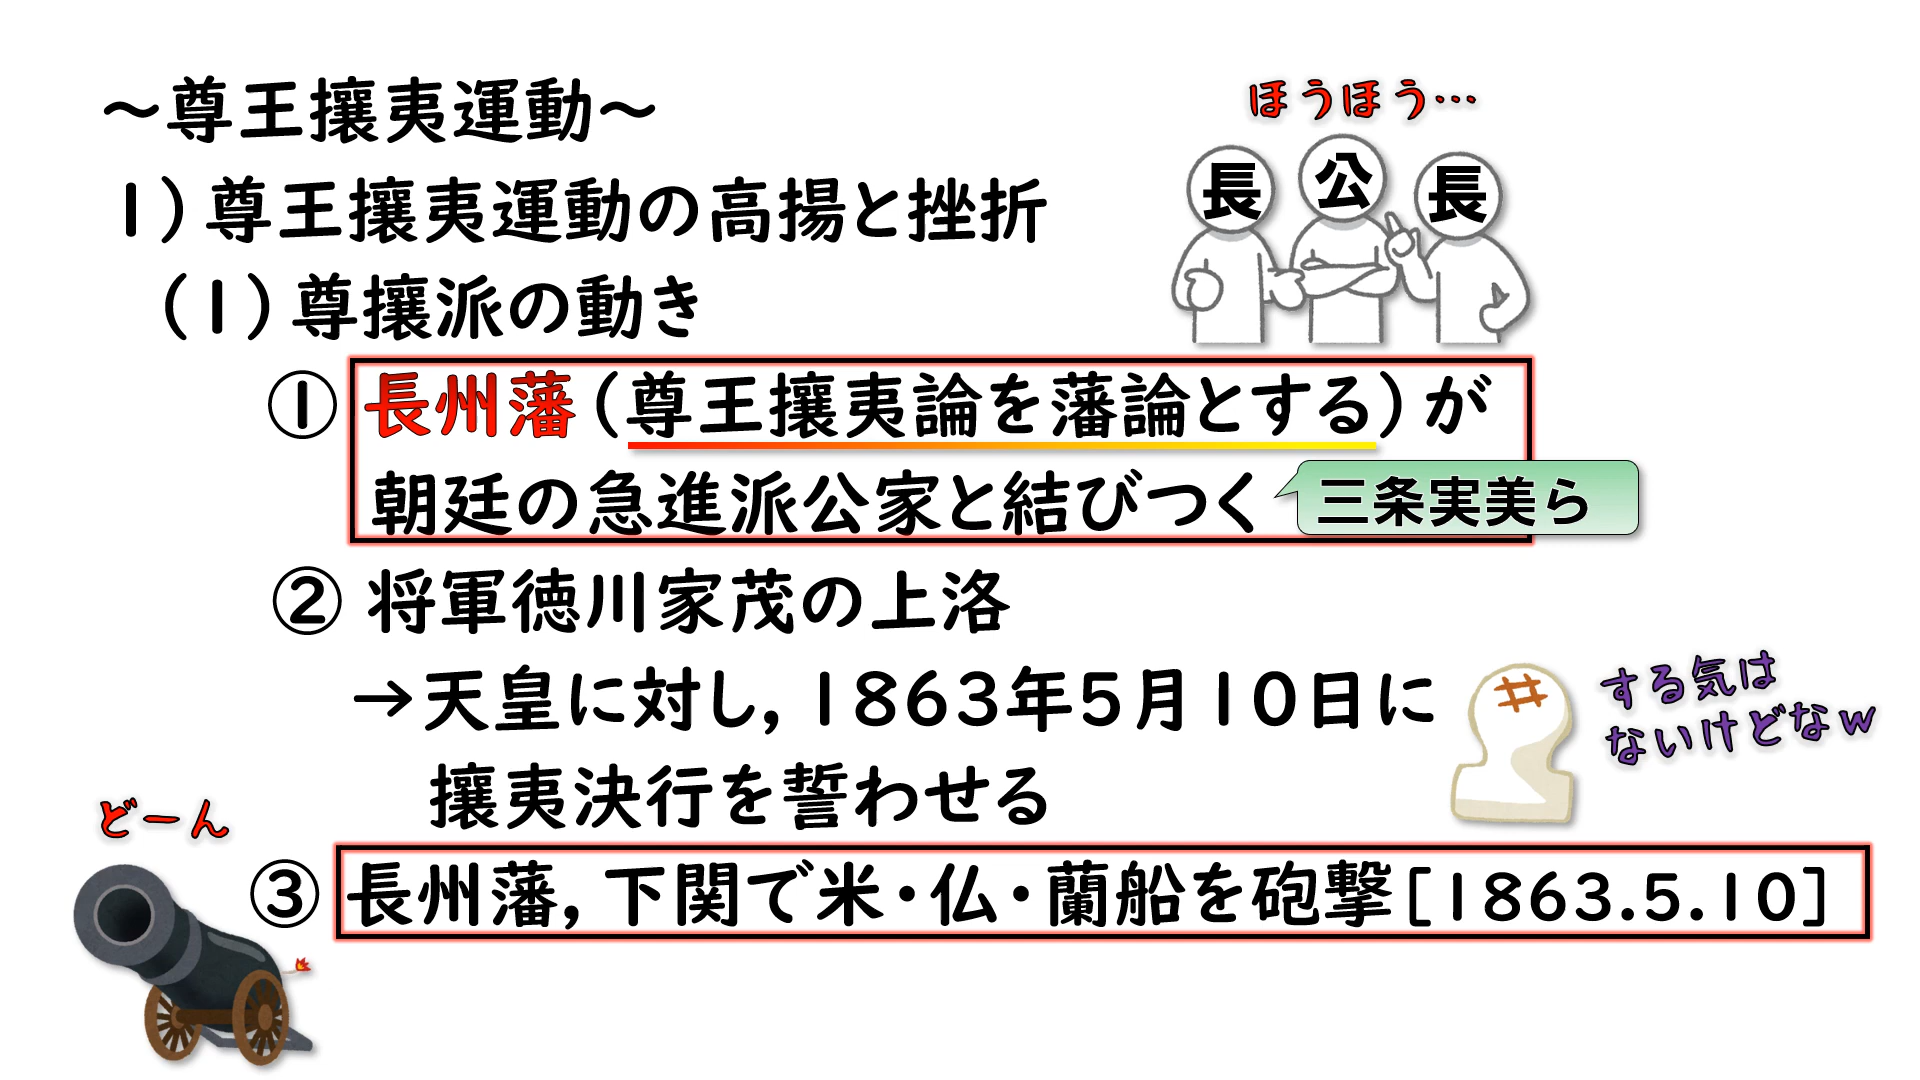 ～尊王攘夷運動～
1）尊王攘夷運動の高揚と挫折
（1）尊攘派の動き
① 長州藩（尊王攘夷論を藩論とする）が
朝廷の急進派公家と結びつく
三条実美ら
② 将軍徳川家茂の上洛
→天皇に対し，1863年5月10日に
攘夷決行を誓わせる
③ 長州藩，下関で米・仏・蘭船を砲撃[1863.5.10]
ほうほう…
長 公 長
する気は
ないけどなw
どーん